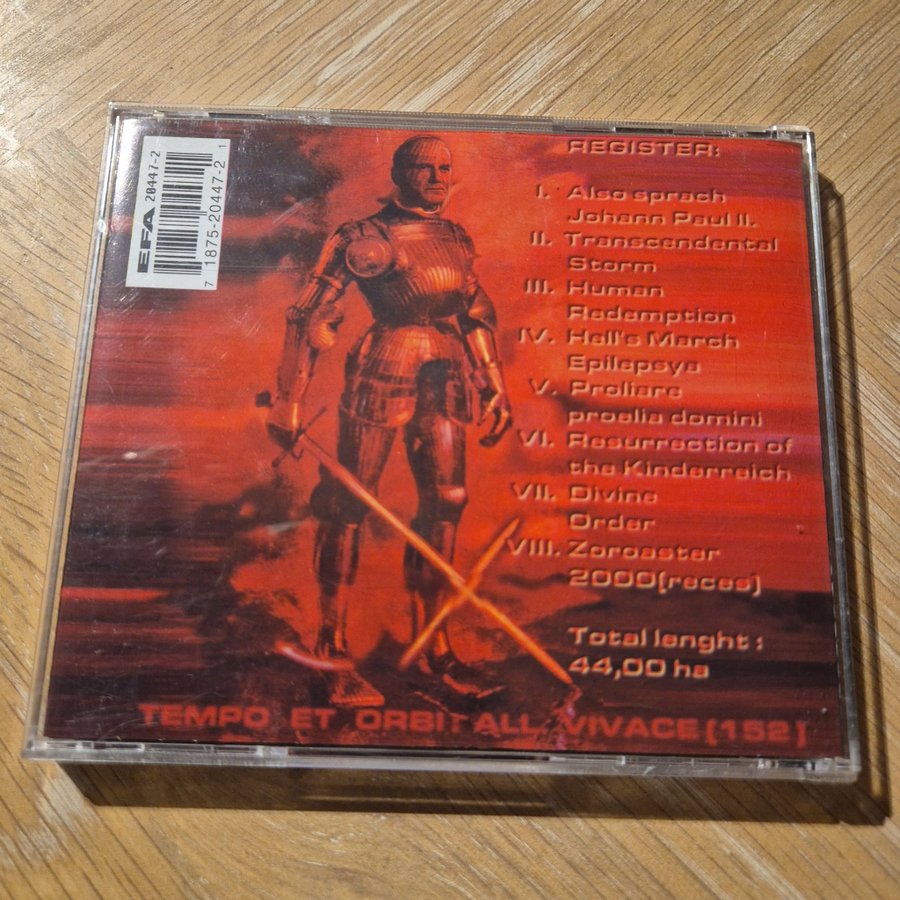 EFA 20447-2
7 1875-20447-2 1
REGISTER:
I. Also sprach
Johann Paul II.
II. Transcendental
Storm
III. Human
Redemption
IV. Hell's March
Epilepsya
V. Proliare
proelia domini
VI. Resurrection of
the Kinderreich
VII. Divine
Order
VIII. Zoroaster
2000(reces)
Total lenght :
44,00 ha
TEMPO ET ORBI: ALL. VIVACE (152)